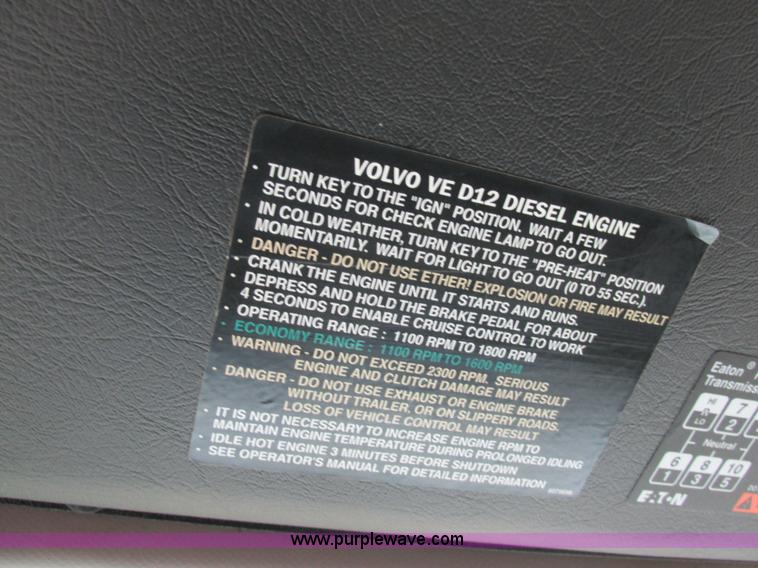 VOLVO VE D12 DIESEL ENGINE
· TURN KEY TO THE "IGN" POSITION. WAIT A FEW
SECONDS FOR CHECK ENGINE LAMP TO GO OUT.
· IN COLD WEATHER, TURN KEY TO THE "PRE-HEAT" POSITION
MOMENTARILY. WAIT FOR LIGHT TO GO OUT (0 TO 55 SEC.).
· DANGER - DO NOT USE ETHER! EXPLOSION OR FIRE MAY RESULT
· CRANK THE ENGINE UNTIL IT STARTS AND RUNS.
· DEPRESS AND HOLD THE BRAKE PEDAL FOR ABOUT
4 SECONDS TO ENABLE CRUISE CONTROL TO WORK
· OPERATING RANGE : 1100 RPM TO 1800 RPM
· ECONOMY RANGE : 1100 RPM TO 1600 RPM
· WARNING - DO NOT EXCEED 2300 RPM. SERIOUS
ENGINE AND CLUTCH DAMAGE MAY RESULT
· DANGER - DO NOT USE EXHAUST OR ENGINE BRAKE
WITHOUT TRAILER, OR ON SLIPPERY ROADS.
LOSS OF VEHICLE CONTROL MAY RESULT
· IT IS NOT NECESSARY TO INCREASE ENGINE RPM TO
MAINTAIN ENGINE TEMPERATURE DURING PROLONGED IDLING
· IDLE HOT ENGINE 3 MINUTES BEFORE SHUTDOWN
· SEE OPERATOR'S MANUAL FOR DETAILED INFORMATION
Eaton®
Transmiss
HI 7
R
LO 2
Neutral
6 8 10
1 3 5
EATON
www.purplewave.com